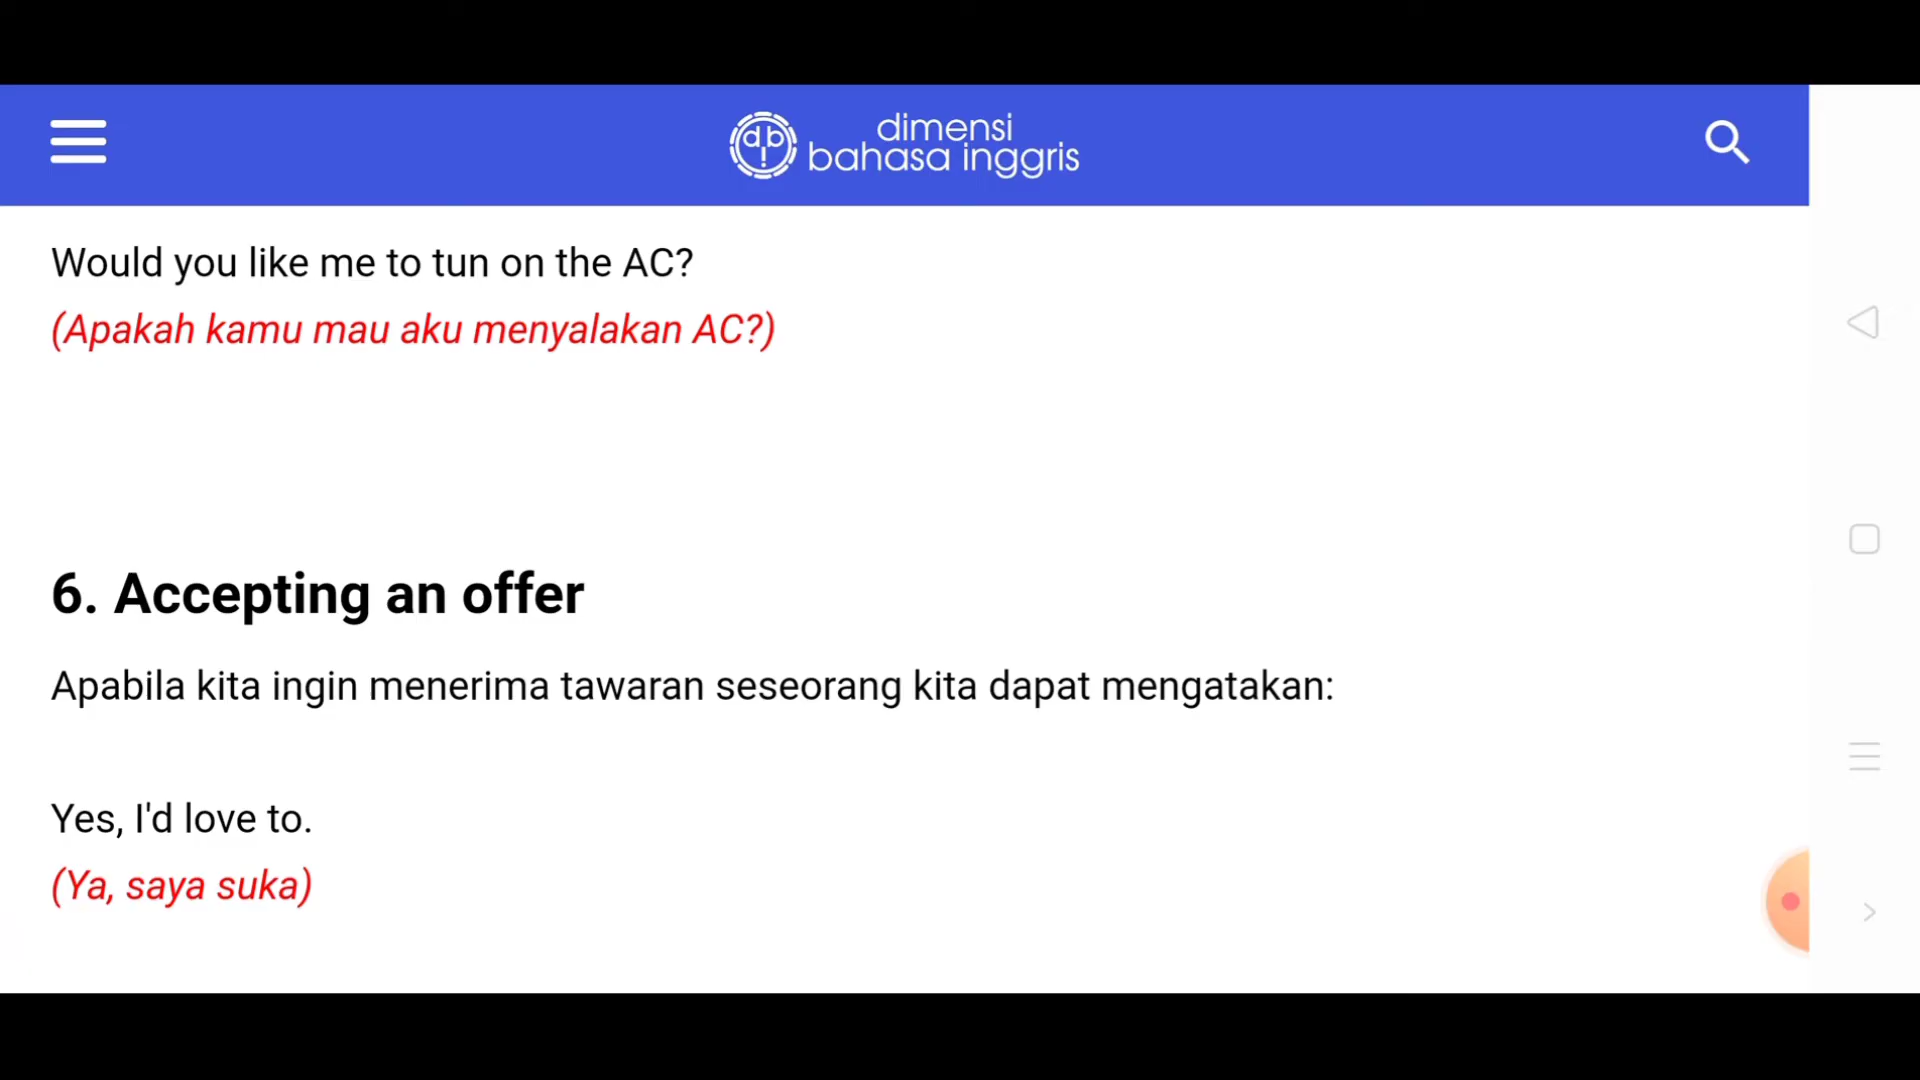 dbi
dimensi
bahasa inggris
Would you like me to tun on the AC?
(Apakah kamu mau aku menyalakan AC?)
6. Accepting an offer
Apabila kita ingin menerima tawaran seseorang kita dapat mengatakan:
Yes, I'd love to.
(Ya, saya suka)